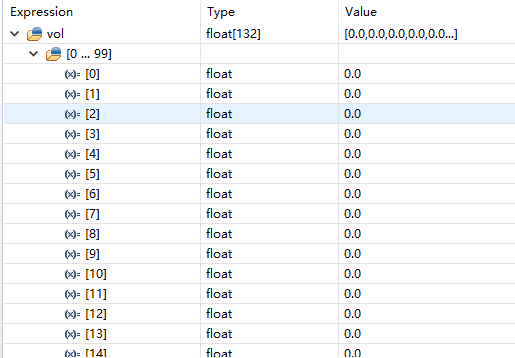 Expression Type Value
vol float[132] [0.0,0.0,0.0,0.0,0.0...]
[0 ... 99]
(x)= [0] float 0.0
(x)= [1] float 0.0
(x)= [2] float 0.0
(x)= [3] float 0.0
(x)= [4] float 0.0
(x)= [5] float 0.0
(x)= [6] float 0.0
(x)= [7] float 0.0
(x)= [8] float 0.0
(x)= [9] float 0.0
(x)= [10] float 0.0
(x)= [11] float 0.0
(x)= [12] float 0.0
(x)= [13] float 0.0
(x)= [14] float 0.0